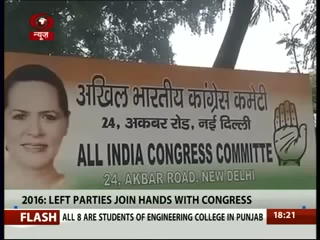 न्यूज़
अखिल भारतीय कांग्रेस कमेटी
24, अकबर रोड, नई दिल्ली
ALL INDIA CONGRESS COMMITTE
24, AKBAR ROAD, NEW DELHI
2016: LEFT PARTIES JOIN HANDS WITH CONGRESS
FLASH ALL 8 ARE STUDENTS OF ENGINEERING COLLEGE IN PUNJAB 18:21